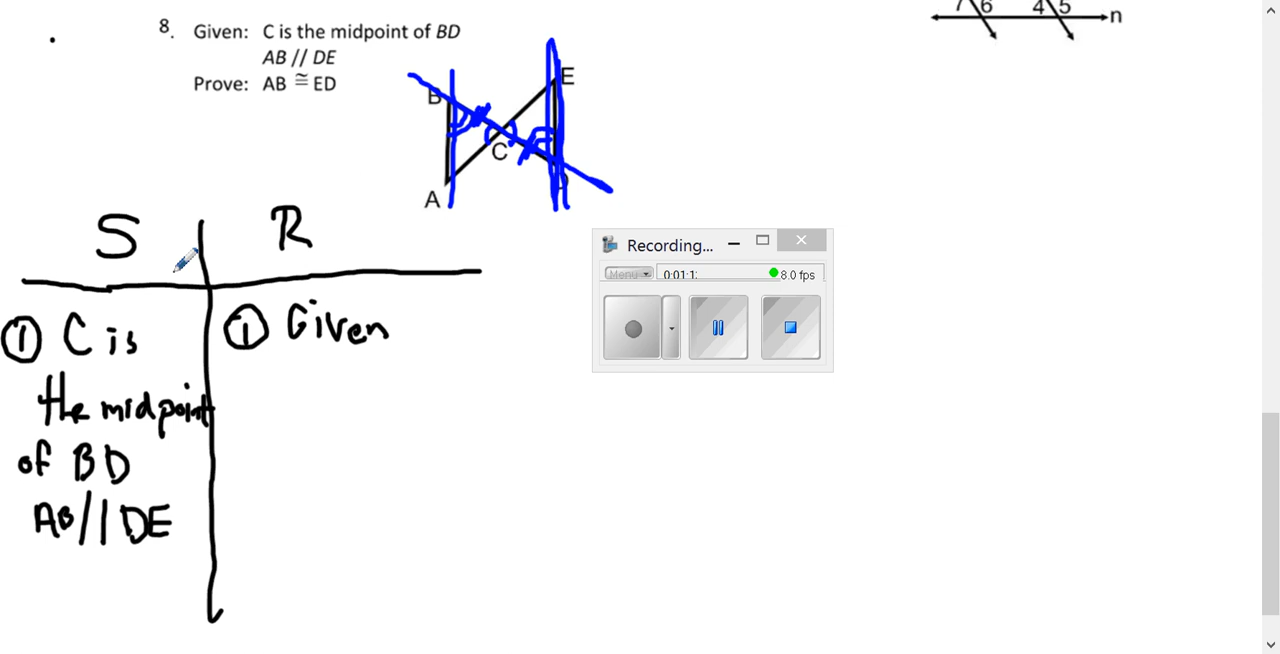 8. Given: C is the midpoint of BD
AB // DE
Prove: AB ≅ ED
7 6 4 5 n
B E
C
A D
S R
① C is ① Given
the midpoint
of BD
AB // DE
Recording...
Menu 0:01:1 8.0 fps